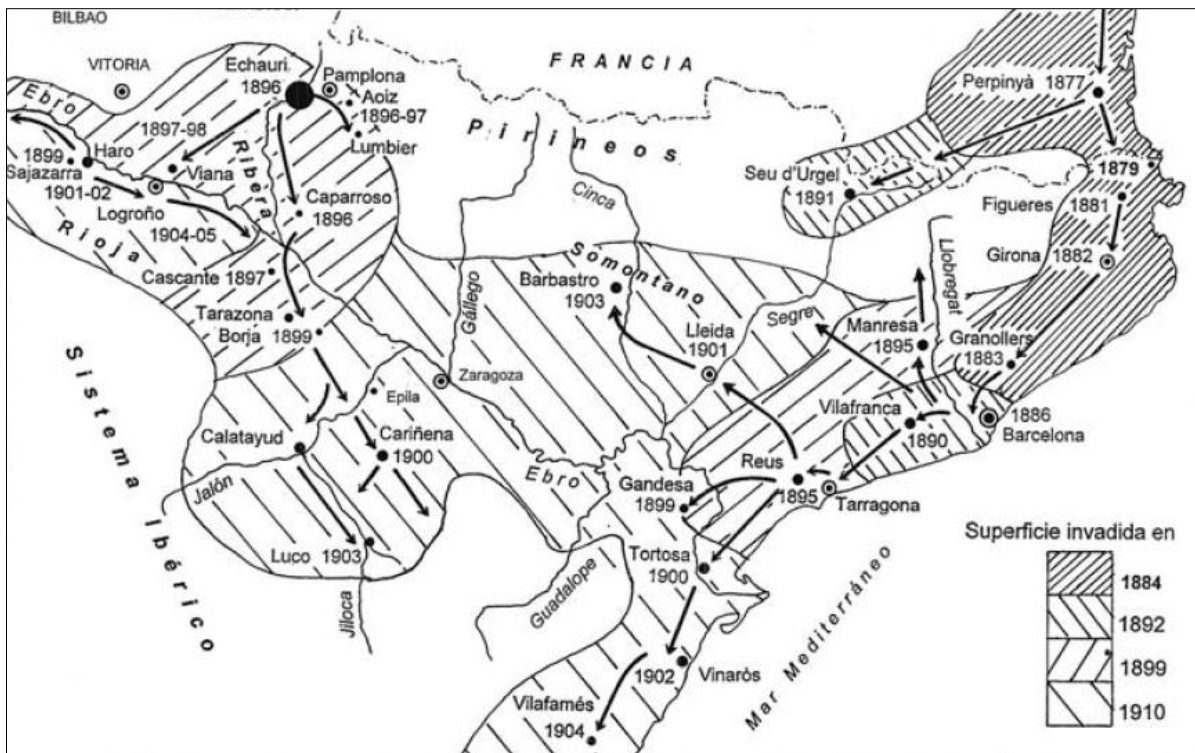 BILBAO
VITORIA
Echauri
1896
Pamplona
Aoiz
1896-97
Lumbier
FRANCIA
Pirineos
Perpinyà 1877
1879
Ebro
1897-98
1899
Haro
Sajazarra
1901-02
Viana
Ribera
Logroño
1904-05
Rioja
Caparroso
1896
Cascante 1897
Tarazona
Borja 1899
Seu d'Urgel
1891
Figueres 1881
Girona
1882
Cinca
Somontano
Barbastro
1903
Gállego
Lleida
1901
Segre
Llobregat
Manresa
1895
Granollers
1883
Zaragoza
Epila
Calatayud
Cariñena
1900
Vilafranca
1890
1886
Barcelona
Sistema Ibérico
Jalón
Ebro
Gandesa
1899
Reus
1895
Tarragona
Luco 1903
Jiloca
Guadalope
Tortosa
1900
Mar Mediterráneo
1902
Vinaròs
Vilafamés
1904
Superficie invadida en
1884
1892
1899
1910